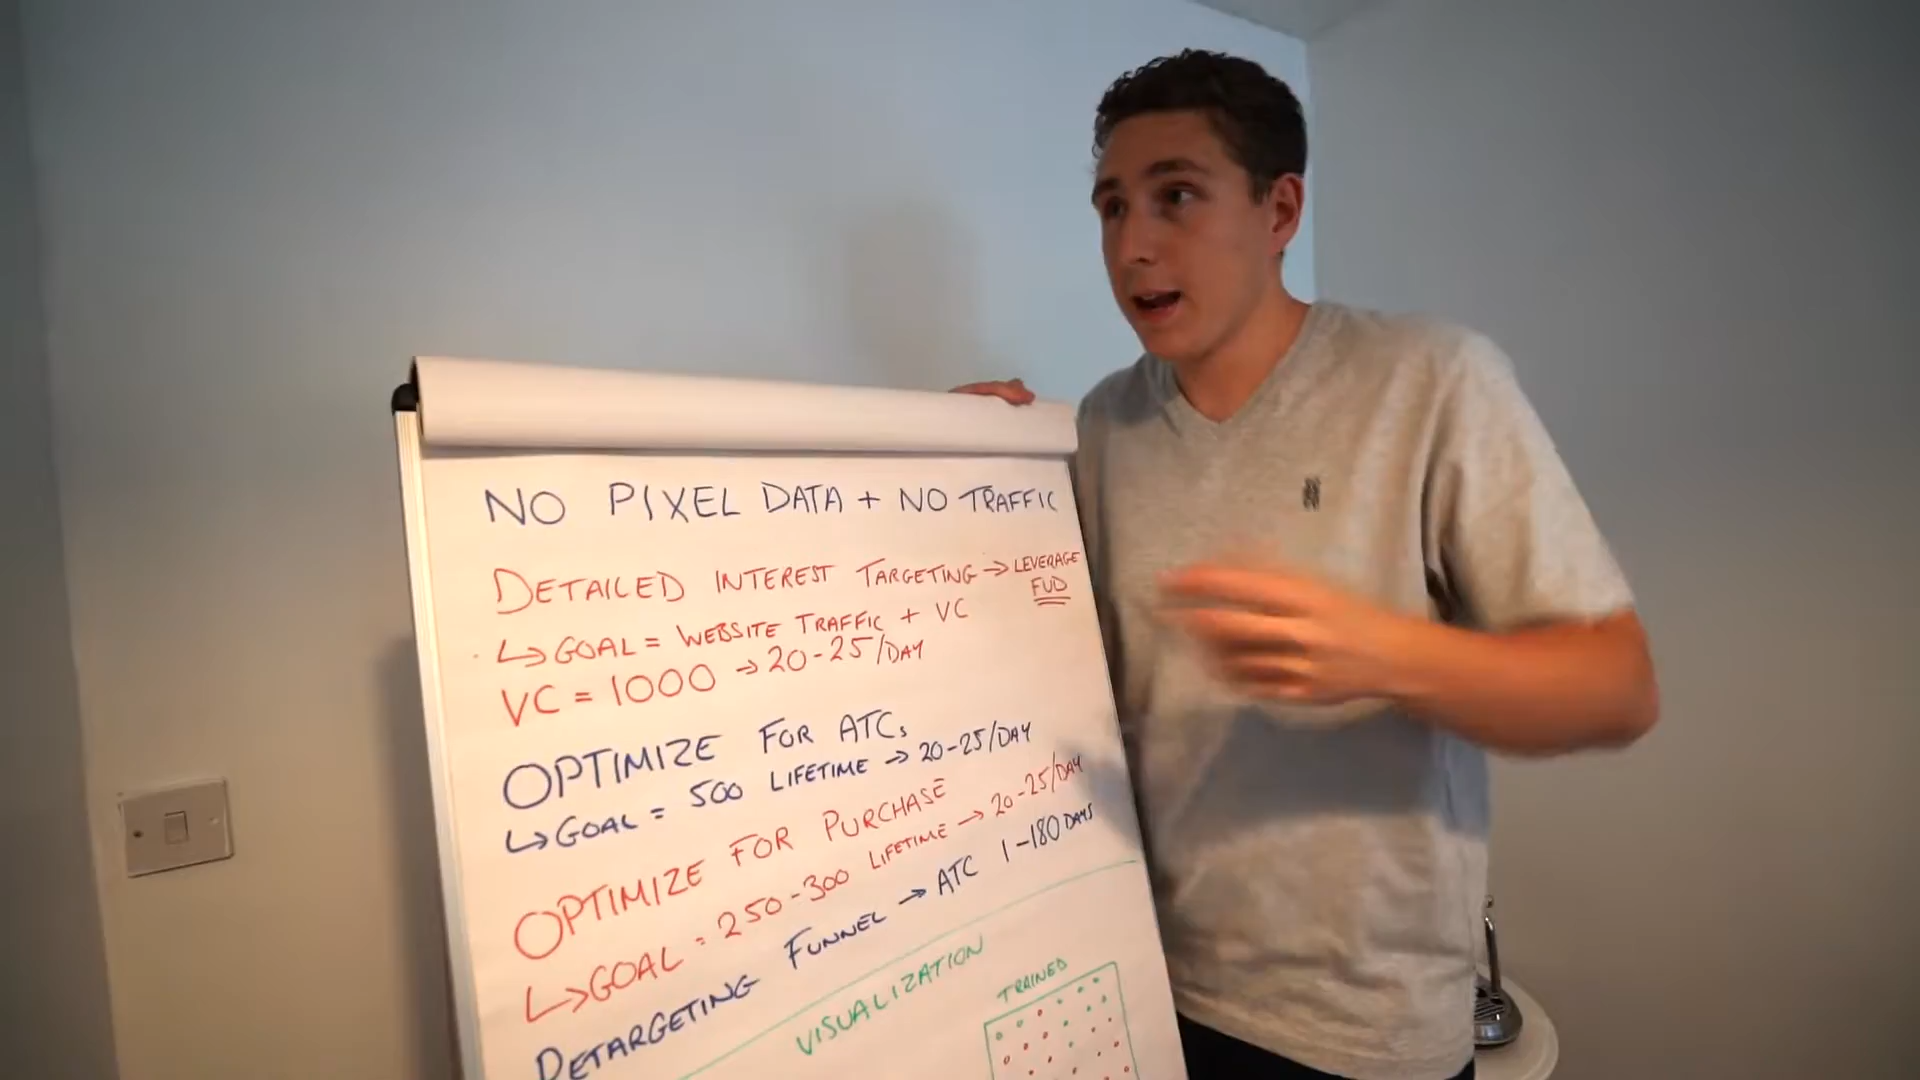 NO PIXEL DATA + NO TRAFFIC
DETAILED INTEREST TARGETING → LEVERAGE
FUD
↳ GOAL = WEBSITE TRAFFIC + VC
VC = 1000 → 20-25/DAY
OPTIMIZE FOR ATCs
↳ GOAL = 500 LIFETIME → 20-25/DAY
OPTIMIZE FOR PURCHASE
↳ GOAL = 250-300 LIFETIME → 20-25/DAY
DETARGETING FUNNEL → ATC 1-180 DAYS
VISUALIZATION
TRAINED